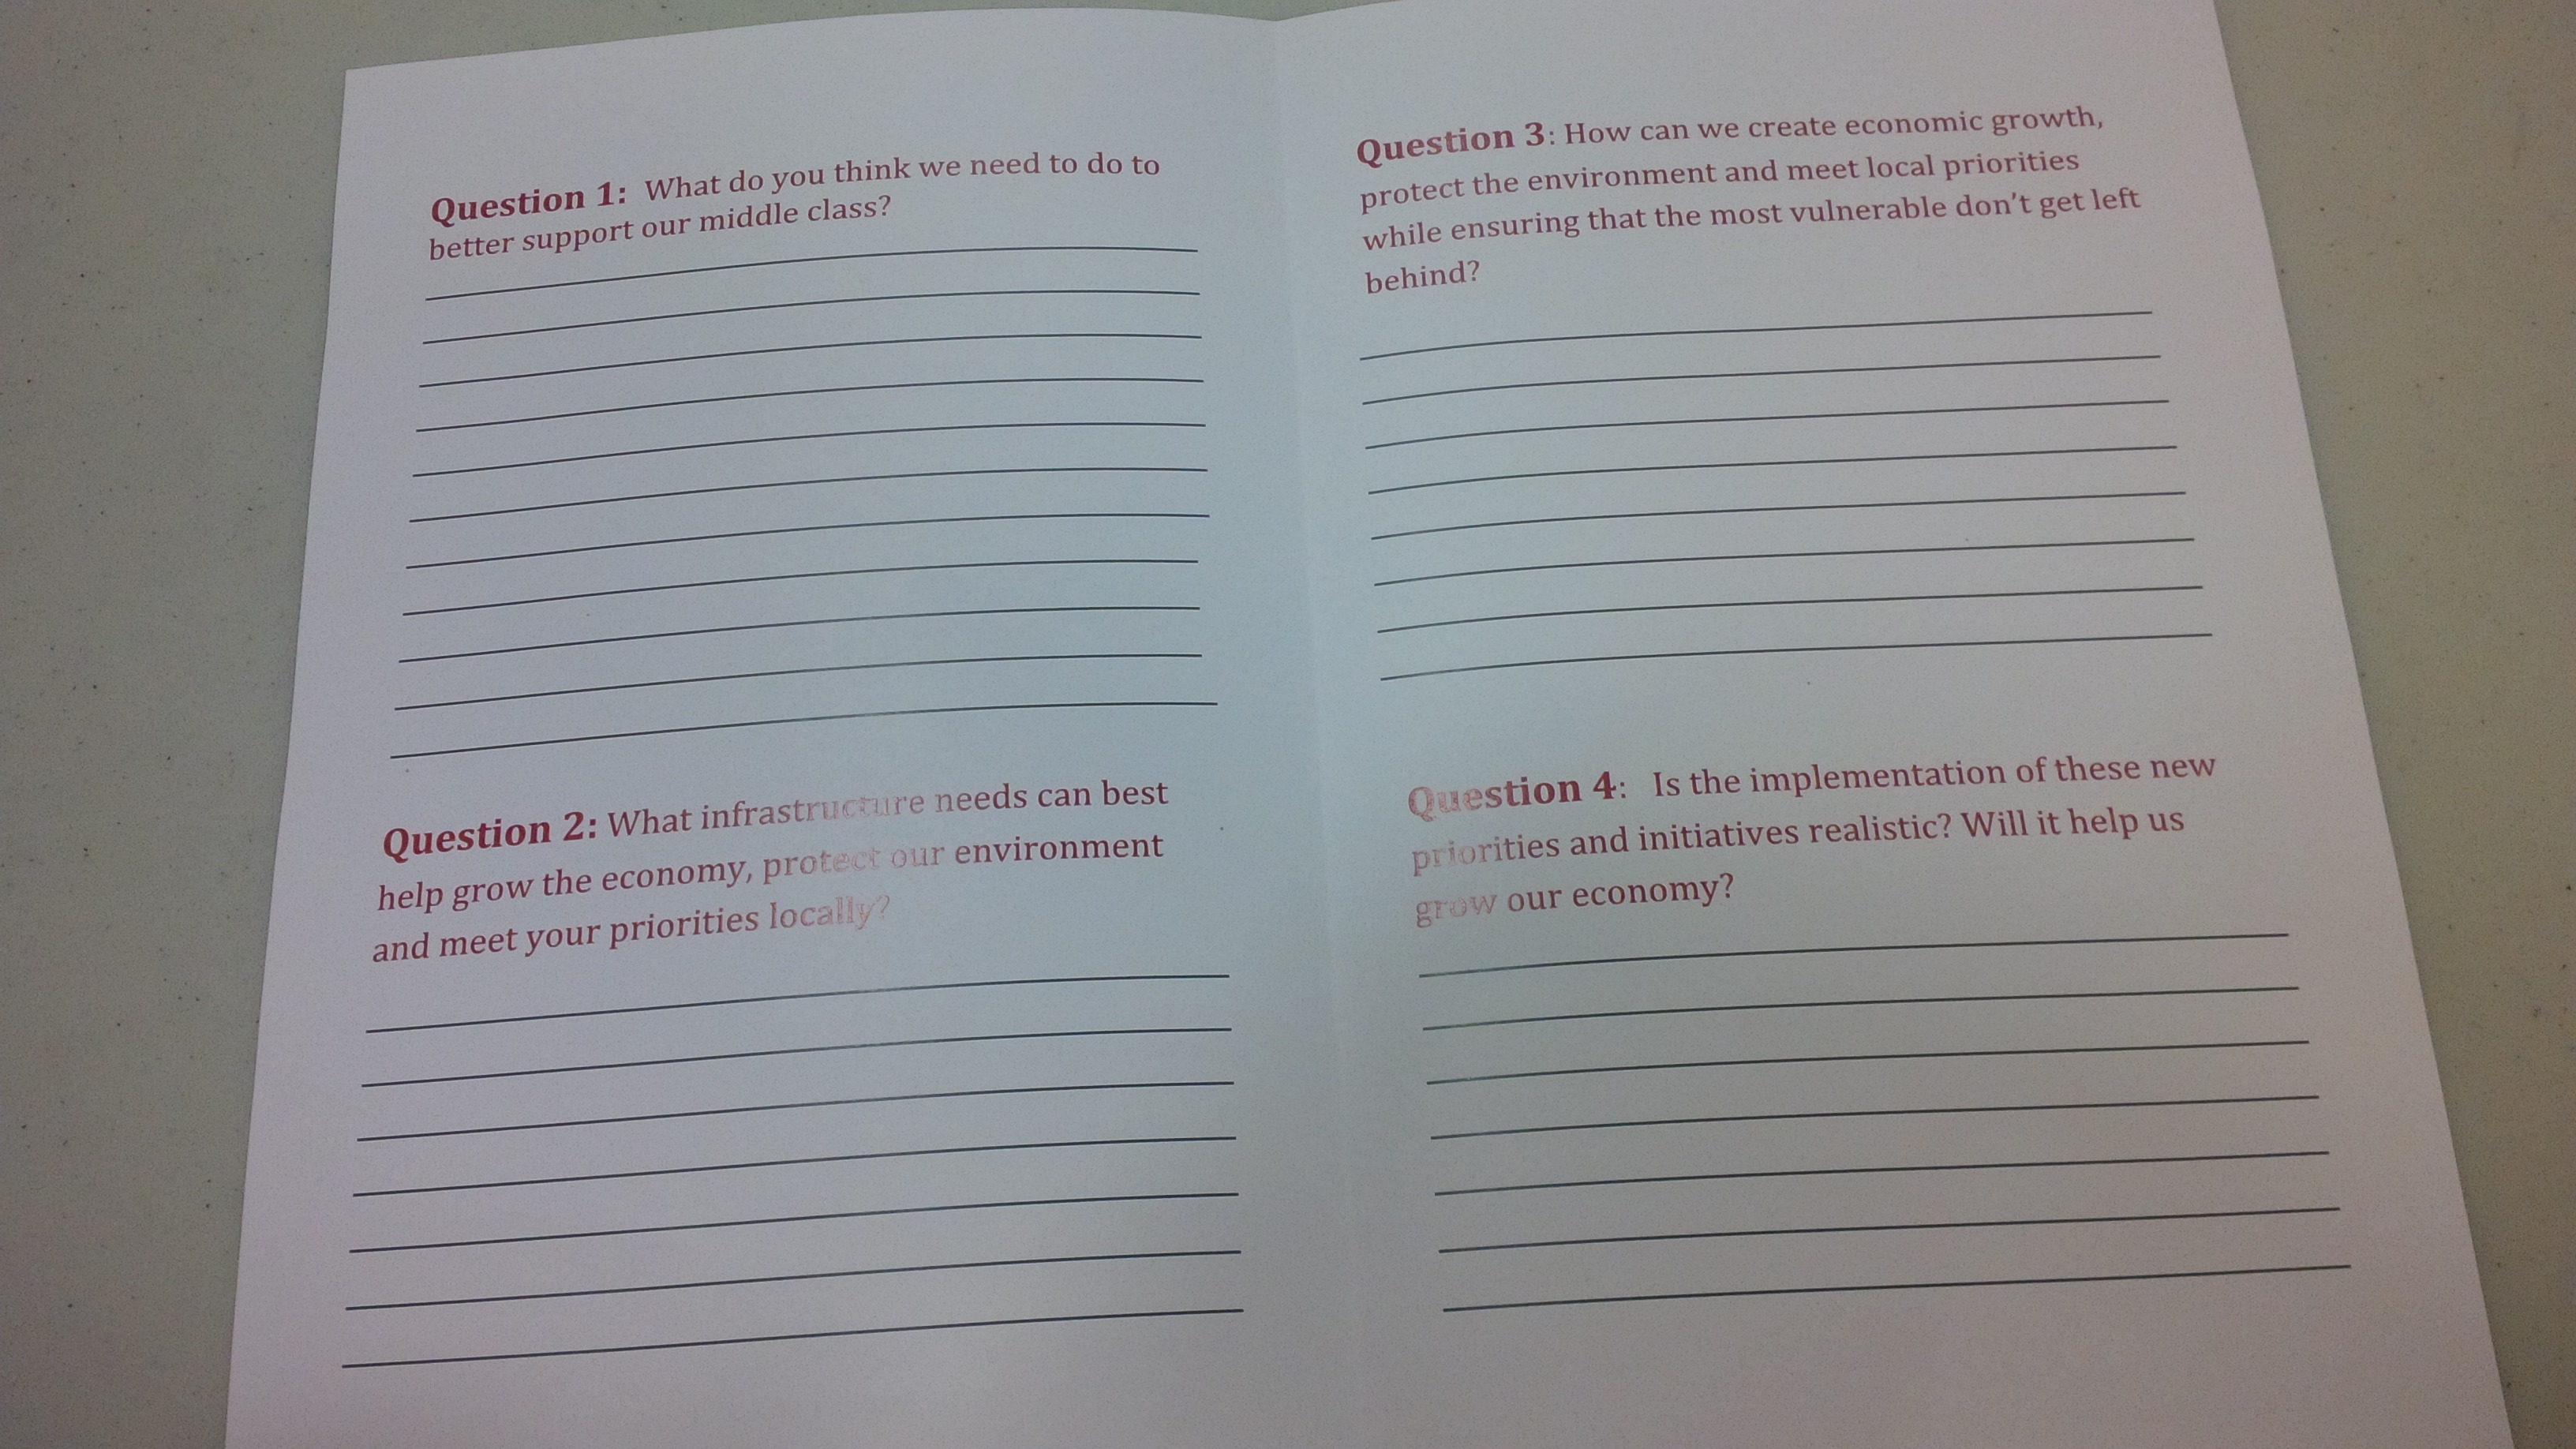 Question 1: What do you think we need to do to
better support our middle class?
Question 2: What infrastructure needs can best
help grow the economy, protect our environment
and meet your priorities locally?
Question 3: How can we create economic growth,
protect the environment and meet local priorities
while ensuring that the most vulnerable don't get left
behind?
Question 4: Is the implementation of these new
priorities and initiatives realistic? Will it help us
grow our economy?